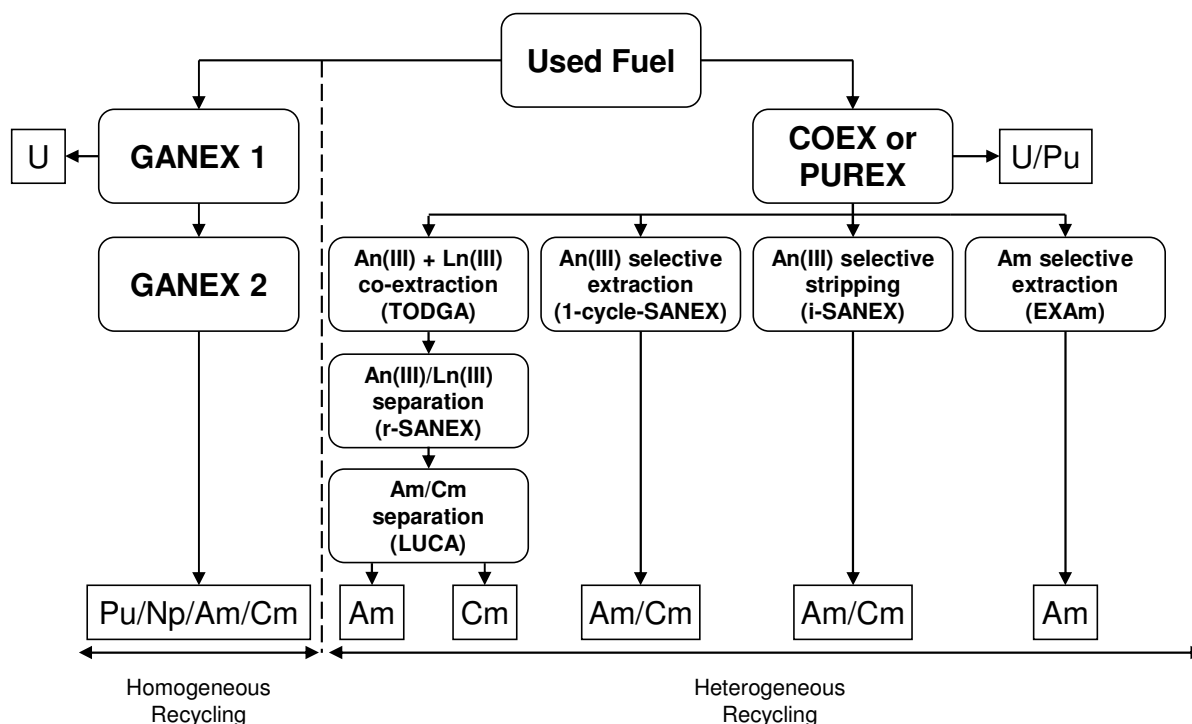 Used Fuel
GANEX 1
U
COEX or
PUREX
U/Pu
GANEX 2
An(III) + Ln(III)
co-extraction
(TODGA)
An(III) selective
extraction
(1-cycle-SANEX)
An(III) selective
stripping
(i-SANEX)
Am selective
extraction
(EXAm)
An(III)/Ln(III)
separation
(r-SANEX)
Am/Cm
separation
(LUCA)
Pu/Np/Am/Cm
Am
Cm
Am/Cm
Am/Cm
Am
Homogeneous
Recycling
Heterogeneous
Recycling